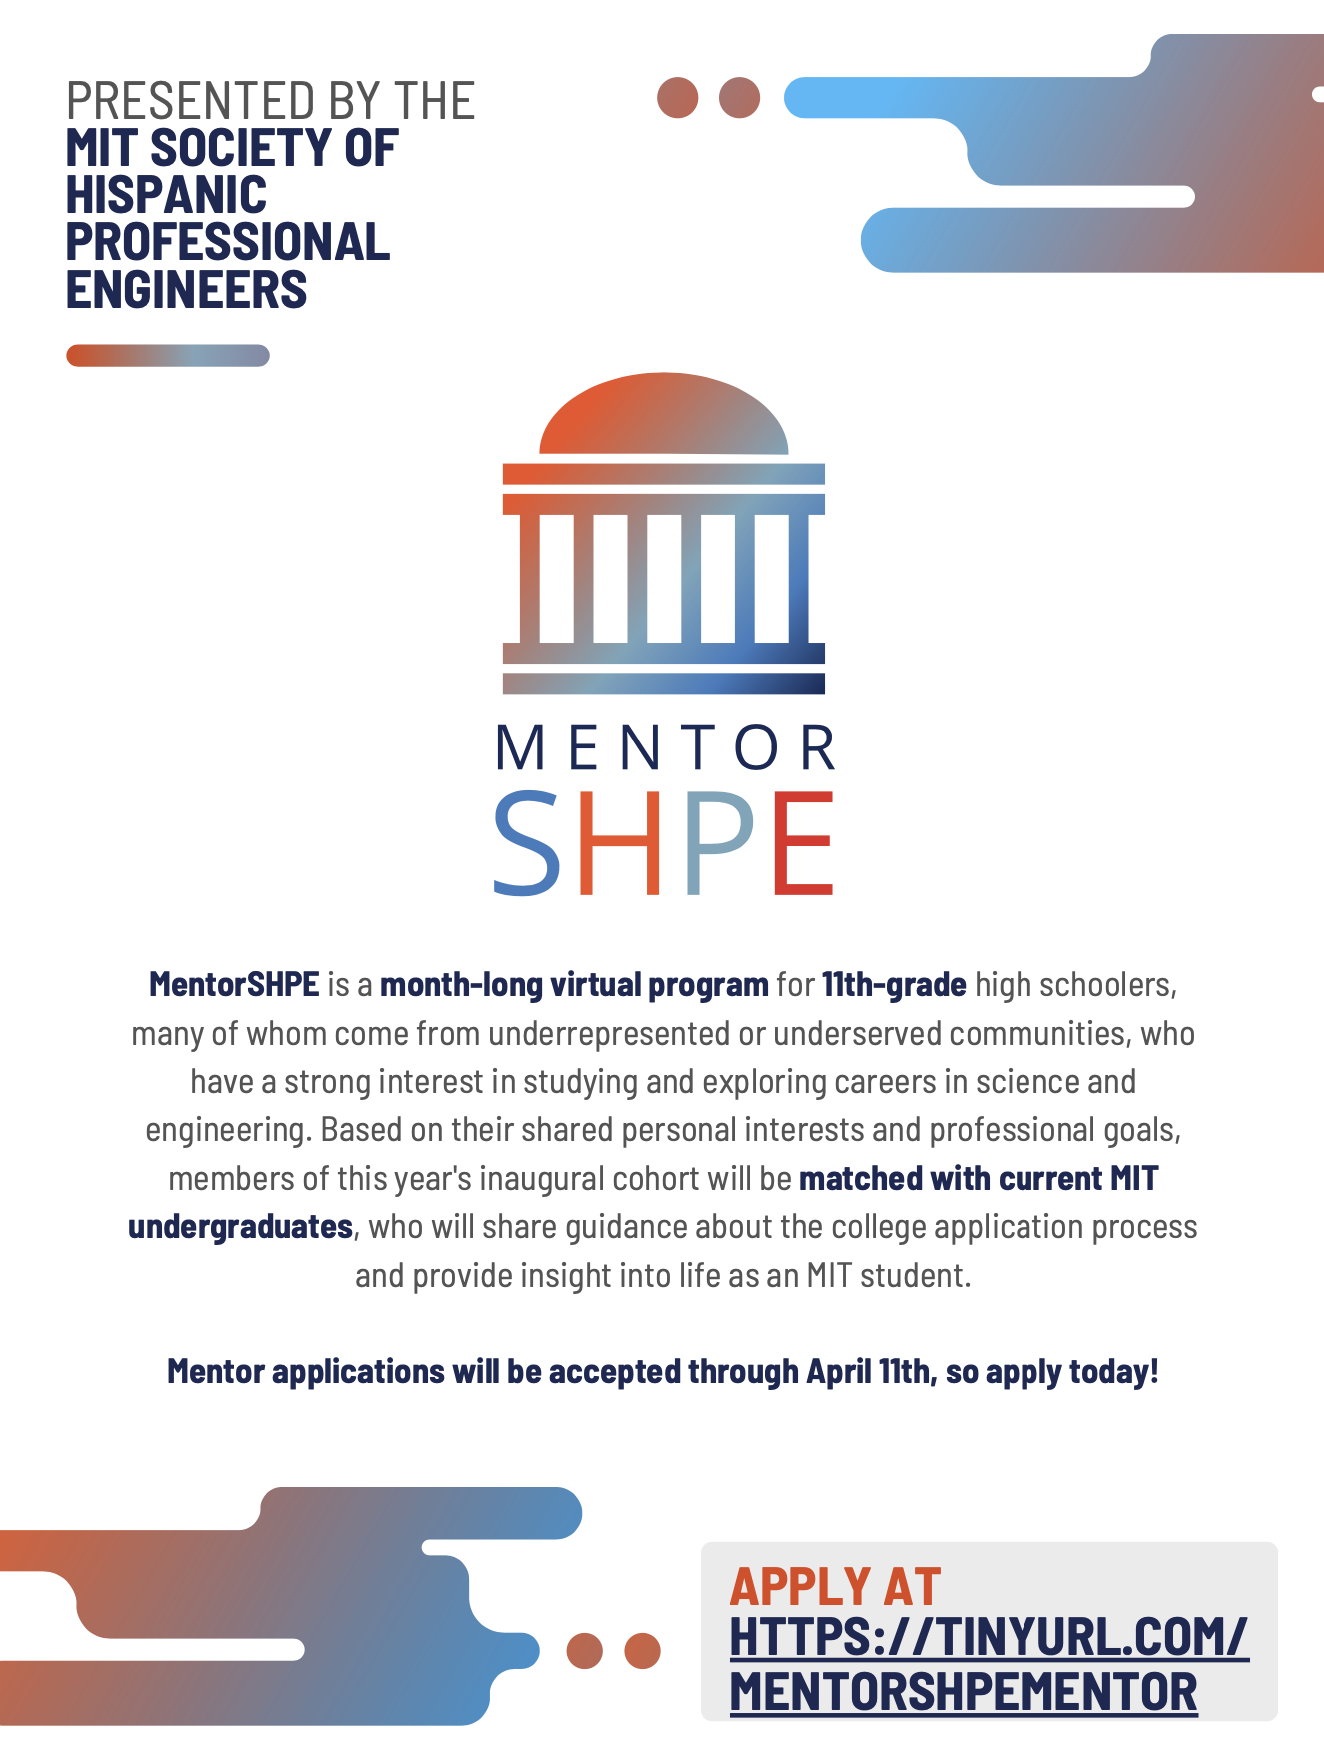 PRESENTED BY THE
MIT SOCIETY OF
HISPANIC
PROFESSIONAL
ENGINEERS
MENTOR
SHPE
MentorSHPE is a month-long virtual program for 11th-grade high schoolers,
many of whom come from underrepresented or underserved communities, who
have a strong interest in studying and exploring careers in science and
engineering. Based on their shared personal interests and professional goals,
members of this year's inaugural cohort will be matched with current MIT
undergraduates, who will share guidance about the college application process
and provide insight into life as an MIT student.
Mentor applications will be accepted through April 11th, so apply today!
APPLY AT
HTTPS://TINYURL.COM/
MENTORSHPEMENTOR